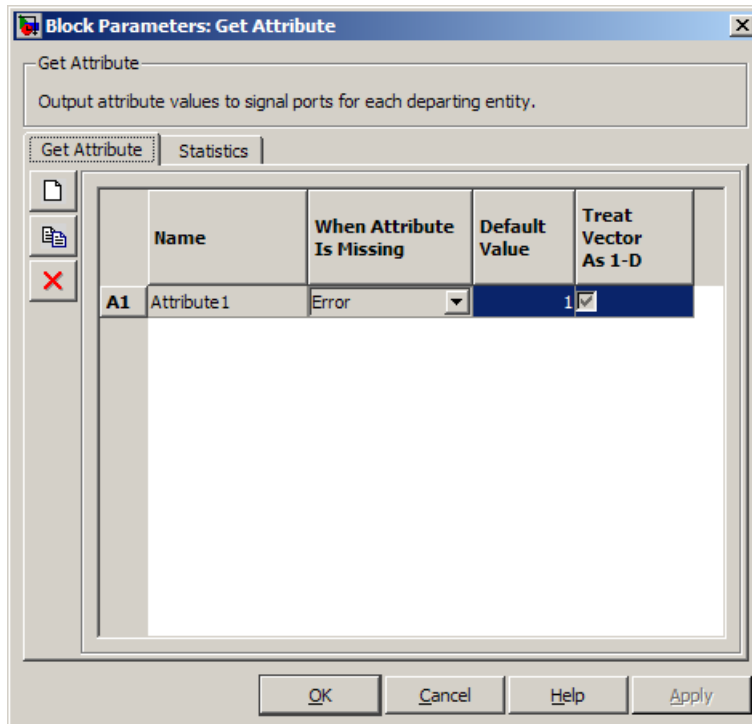 Block Parameters: Get Attribute
Get Attribute
Output attribute values to signal ports for each departing entity.
Get Attribute Statistics
Name When Attribute Is Missing Default Value Treat Vector As 1-D
A1 Attribute1 Error 1
OK Cancel Help Apply